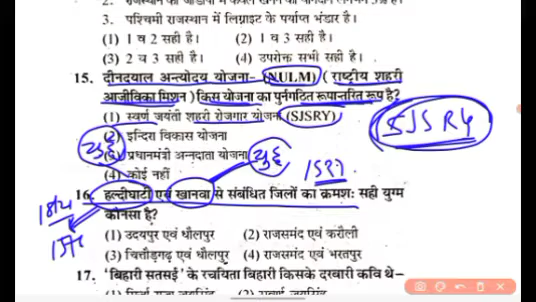 3. पश्चिमी राजस्थान में लिग्नाइट के पर्याप्त भंडार है।
(1) 1 व 2 सही है। (2) 1 व 3 सही है।
(3) 2 व 3 सही है। (4) उपरोक्त सभी सही है।
15. दीनदयाल अन्त्योदय योजना- (NULM) (राष्ट्रीय शहरी
आजीविका मिशन) किस योजना का पुर्नगठित रूपान्तरित रूप है?
(1) स्वर्ण जयंती शहरी रोजगार योजना (SJSRY)
SJSRY
(2) इन्दिरा विकास योजना
युद्ध
(3) प्रधानमंत्री अन्नदाता योजना
युद्ध
(4) कोई नहीं
1527
16. हल्दीघाटी एवं खानवा से संबंधित जिलों का क्रमशः सही युग्म
कौनसा है?
(1) उदयपुर एवं धौलपुर (2) राजसमंद एवं करौली
(3) चित्तौड़गढ़ एवं धौलपुर (4) राजसमंद एवं भरतपुर
17. 'बिहारी सतसई' के रचयिता बिहारी किसके दरबारी कवि थे-